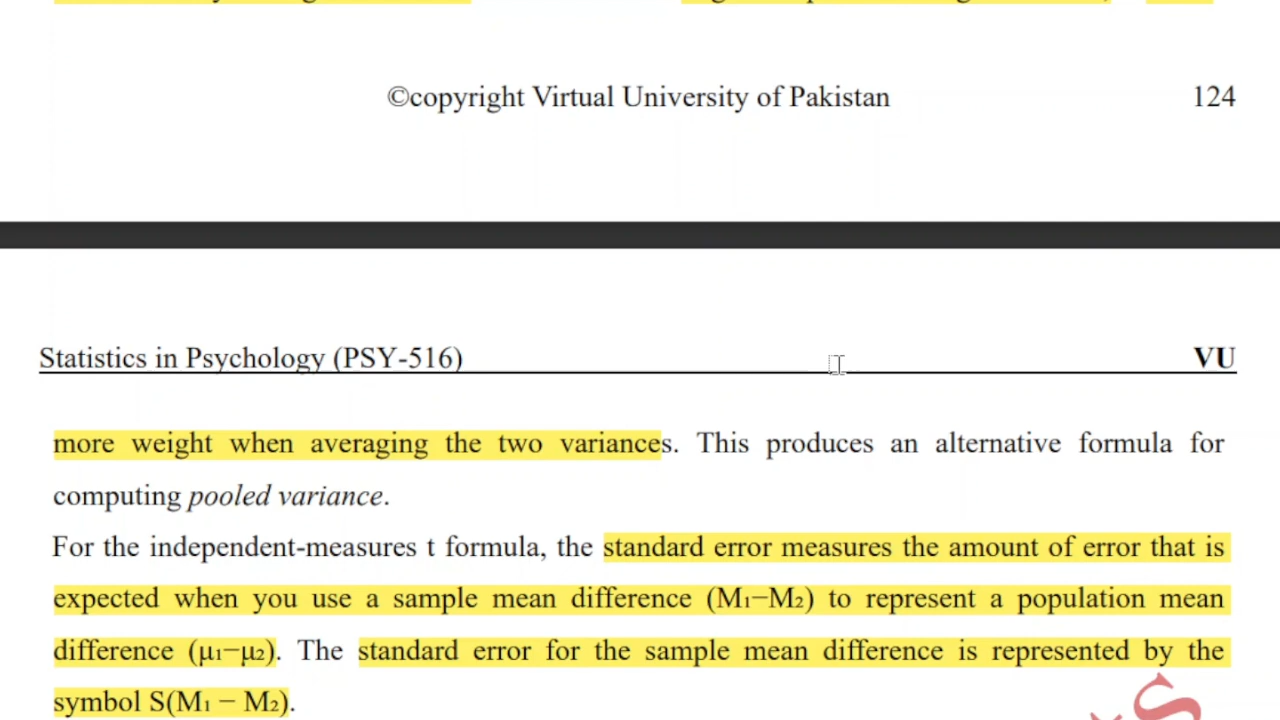 ©copyright Virtual University of Pakistan 124
Statistics in Psychology (PSY-516) VU
more weight when averaging the two variances. This produces an alternative formula for
computing pooled variance.
For the independent-measures t formula, the standard error measures the amount of error that is
expected when you use a sample mean difference (M₁−M₂) to represent a population mean
difference (μ₁−μ₂). The standard error for the sample mean difference is represented by the
symbol S(M₁ − M₂).